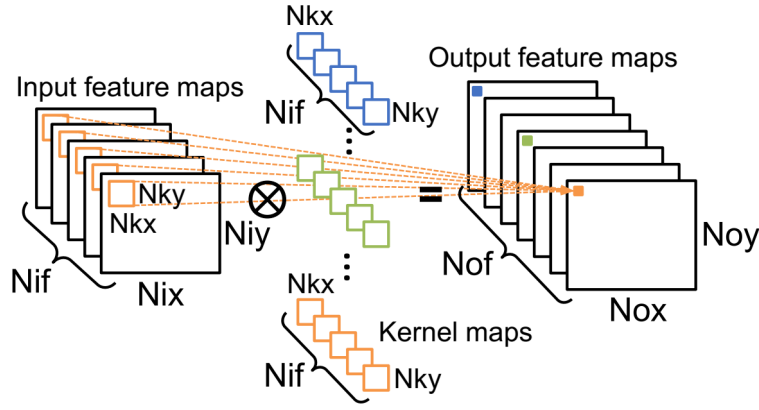 Nkx
Output feature maps
Input feature maps
Nif
Nky
Nky
Nkx
Niy
Nif
Nix
Noy
Nof
Nox
Nkx
Kernel maps
Nif
Nky